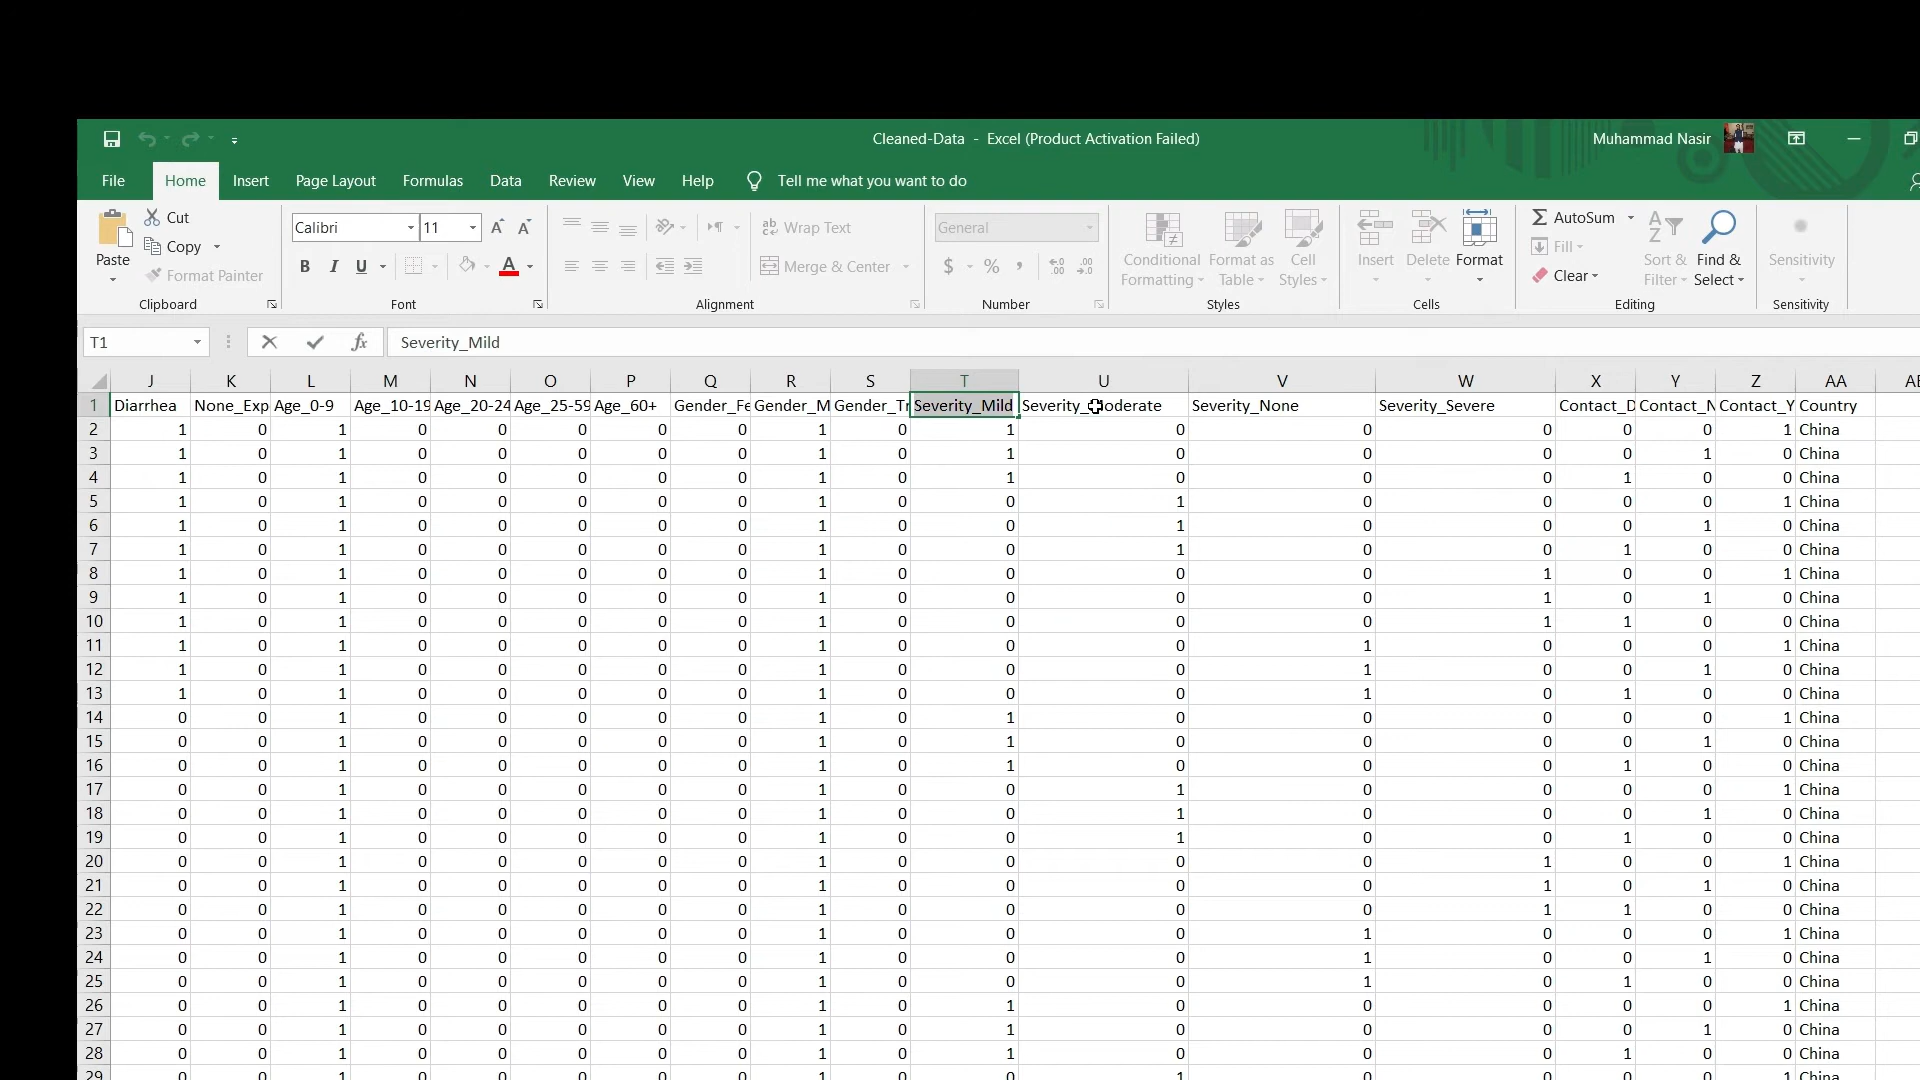 Cleaned-Data - Excel (Product Activation Failed)
Muhammad Nasir
File Home Insert Page Layout Formulas Data Review View Help Tell me what you want to do
Paste
Cut
Copy
Format Painter
Clipboard
Calibri 11 A A
B I U A
Font
Wrap Text
Merge & Center
Alignment
General
$ % ,
Number
Conditional Formatting
Format as Table
Cell Styles
Styles
Insert Delete Format
Cells
AutoSum
Fill
Clear
Sort & Filter
Find & Select
Editing
Sensitivity
Sensitivity
T1 fx Severity_Mild
J K L M N O P Q R S T U V W X Y Z AA AB
1 Diarrhea None_Exp Age_0-9 Age_10-19 Age_20-24 Age_25-59 Age_60+ Gender_Fe Gender_M Gender_Tr Severity_Mild Severity_Moderate Severity_None Severity_Severe Contact_D Contact_N Contact_Y Country
2 1 0 1 0 0 0 0 0 1 0 1 0 0 0 0 0 1 China
3 1 0 1 0 0 0 0 0 1 0 1 0 0 0 0 1 0 China
4 1 0 1 0 0 0 0 0 1 0 1 0 0 0 1 0 0 China
5 1 0 1 0 0 0 0 0 1 0 0 1 0 0 0 0 1 China
6 1 0 1 0 0 0 0 0 1 0 0 1 0 0 0 1 0 China
7 1 0 1 0 0 0 0 0 1 0 0 1 0 0 1 0 0 China
8 1 0 1 0 0 0 0 0 1 0 0 0 0 1 0 0 1 China
9 1 0 1 0 0 0 0 0 1 0 0 0 0 1 0 1 0 China
10 1 0 1 0 0 0 0 0 1 0 0 0 0 1 1 0 0 China
11 1 0 1 0 0 0 0 0 1 0 0 0 1 0 0 0 1 China
12 1 0 1 0 0 0 0 0 1 0 0 0 1 0 0 1 0 China
13 1 0 1 0 0 0 0 0 1 0 0 0 1 0 1 0 0 China
14 0 0 1 0 0 0 0 0 1 0 1 0 0 0 0 0 1 China
15 0 0 1 0 0 0 0 0 1 0 1 0 0 0 0 1 0 China
16 0 0 1 0 0 0 0 0 1 0 1 0 0 0 1 0 0 China
17 0 0 1 0 0 0 0 0 1 0 0 1 0 0 0 0 1 China
18 0 0 1 0 0 0 0 0 1 0 0 1 0 0 0 1 0 China
19 0 0 1 0 0 0 0 0 1 0 0 1 0 0 1 0 0 China
20 0 0 1 0 0 0 0 0 1 0 0 0 0 1 0 0 1 China
21 0 0 1 0 0 0 0 0 1 0 0 0 0 1 0 1 0 China
22 0 0 1 0 0 0 0 0 1 0 0 0 0 1 1 0 0 China
23 0 0 1 0 0 0 0 0 1 0 0 0 1 0 0 0 1 China
24 0 0 1 0 0 0 0 0 1 0 0 0 1 0 0 1 0 China
25 0 0 1 0 0 0 0 0 1 0 0 0 1 0 1 0 0 China
26 0 0 1 0 0 0 0 0 1 0 1 0 0 0 0 0 1 China
27 0 0 1 0 0 0 0 0 1 0 1 0 0 0 0 1 0 China
28 0 0 1 0 0 0 0 0 1 0 1 0 0 0 1 0 0 China
29 0 0 1 0 0 0 0 0 1 0 0 1 0 0 0 0 1 China